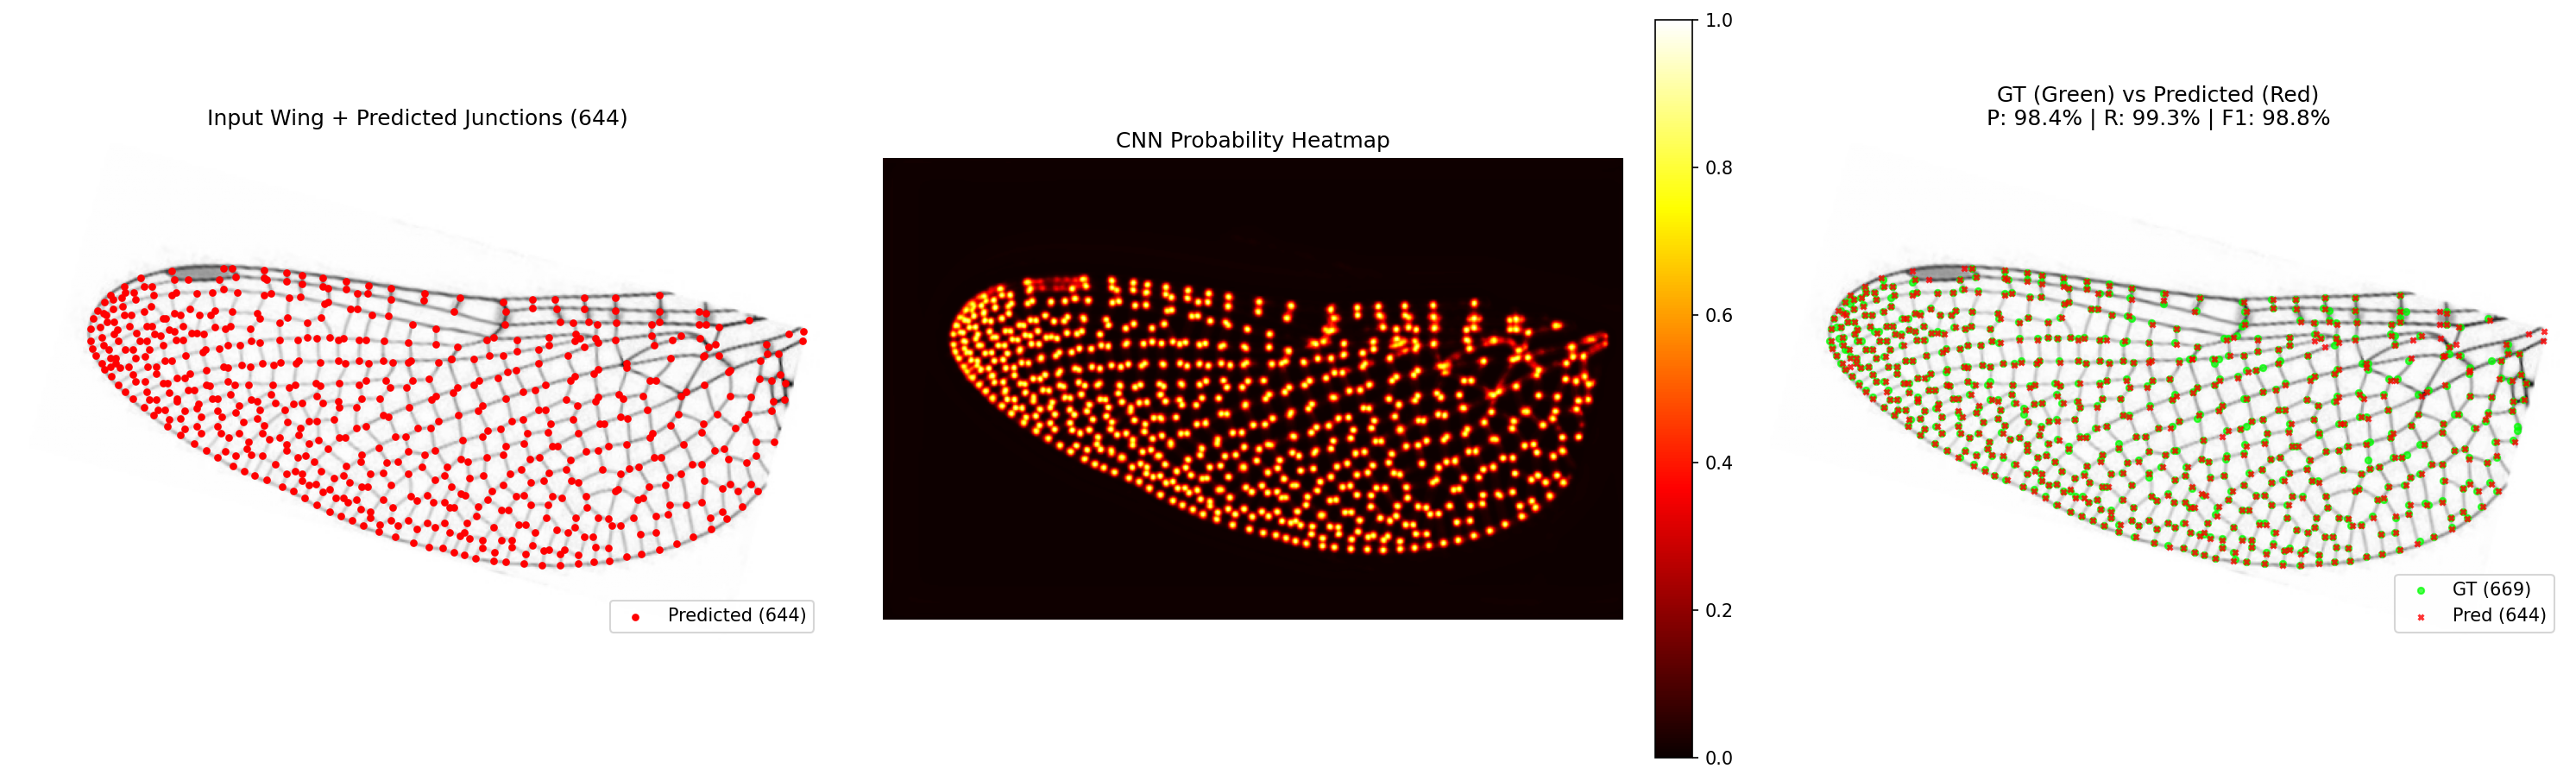 Input Wing + Predicted Junctions (644)
Predicted (644)
CNN Probability Heatmap
1.0
0.8
0.6
0.4
0.2
0.0
GT (Green) vs Predicted (Red)
P: 98.4% | R: 99.3% | F1: 98.8%
GT (669)
Pred (644)